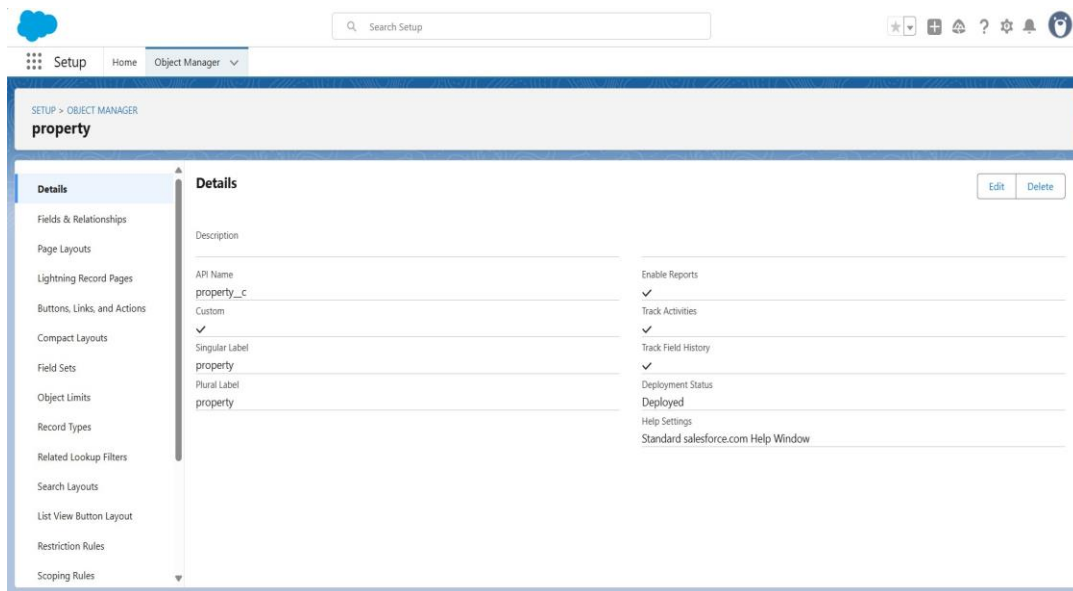 Search Setup
Setup
Home
Object Manager
SETUP > OBJECT MANAGER
property
Details
Fields & Relationships
Page Layouts
Lightning Record Pages
Buttons, Links, and Actions
Compact Layouts
Field Sets
Object Limits
Record Types
Related Lookup Filters
Search Layouts
List View Button Layout
Restriction Rules
Scoping Rules
Details
Edit
Delete
Description
API Name
property__c
Custom
Singular Label
property
Plural Label
property
Enable Reports
Track Activities
Track Field History
Deployment Status
Deployed
Help Settings
Standard salesforce.com Help Window